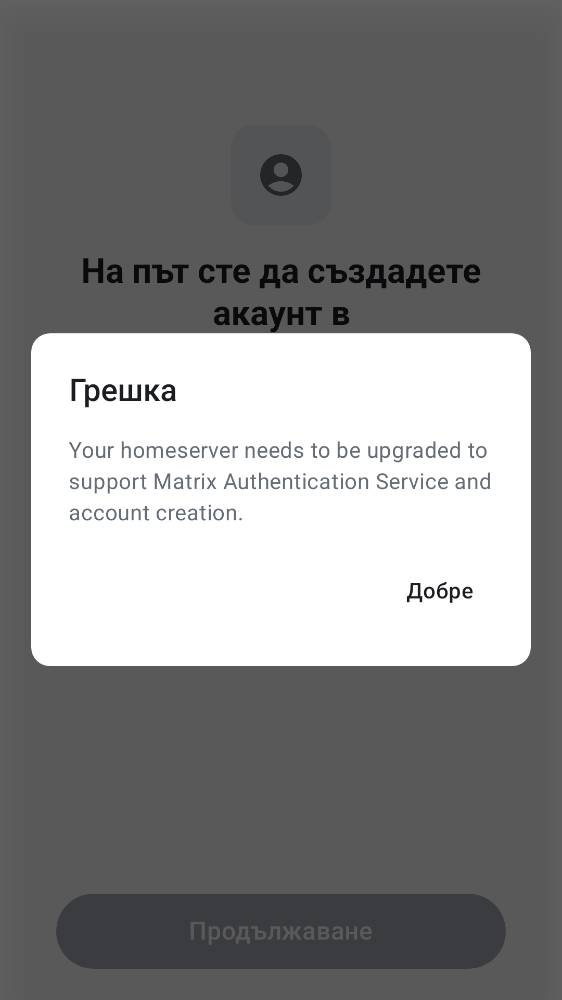 На път сте да създадете
акаунт в
Грешка
Your homeserver needs to be upgraded to
support Matrix Authentication Service and
account creation.
Добре
Продължаване